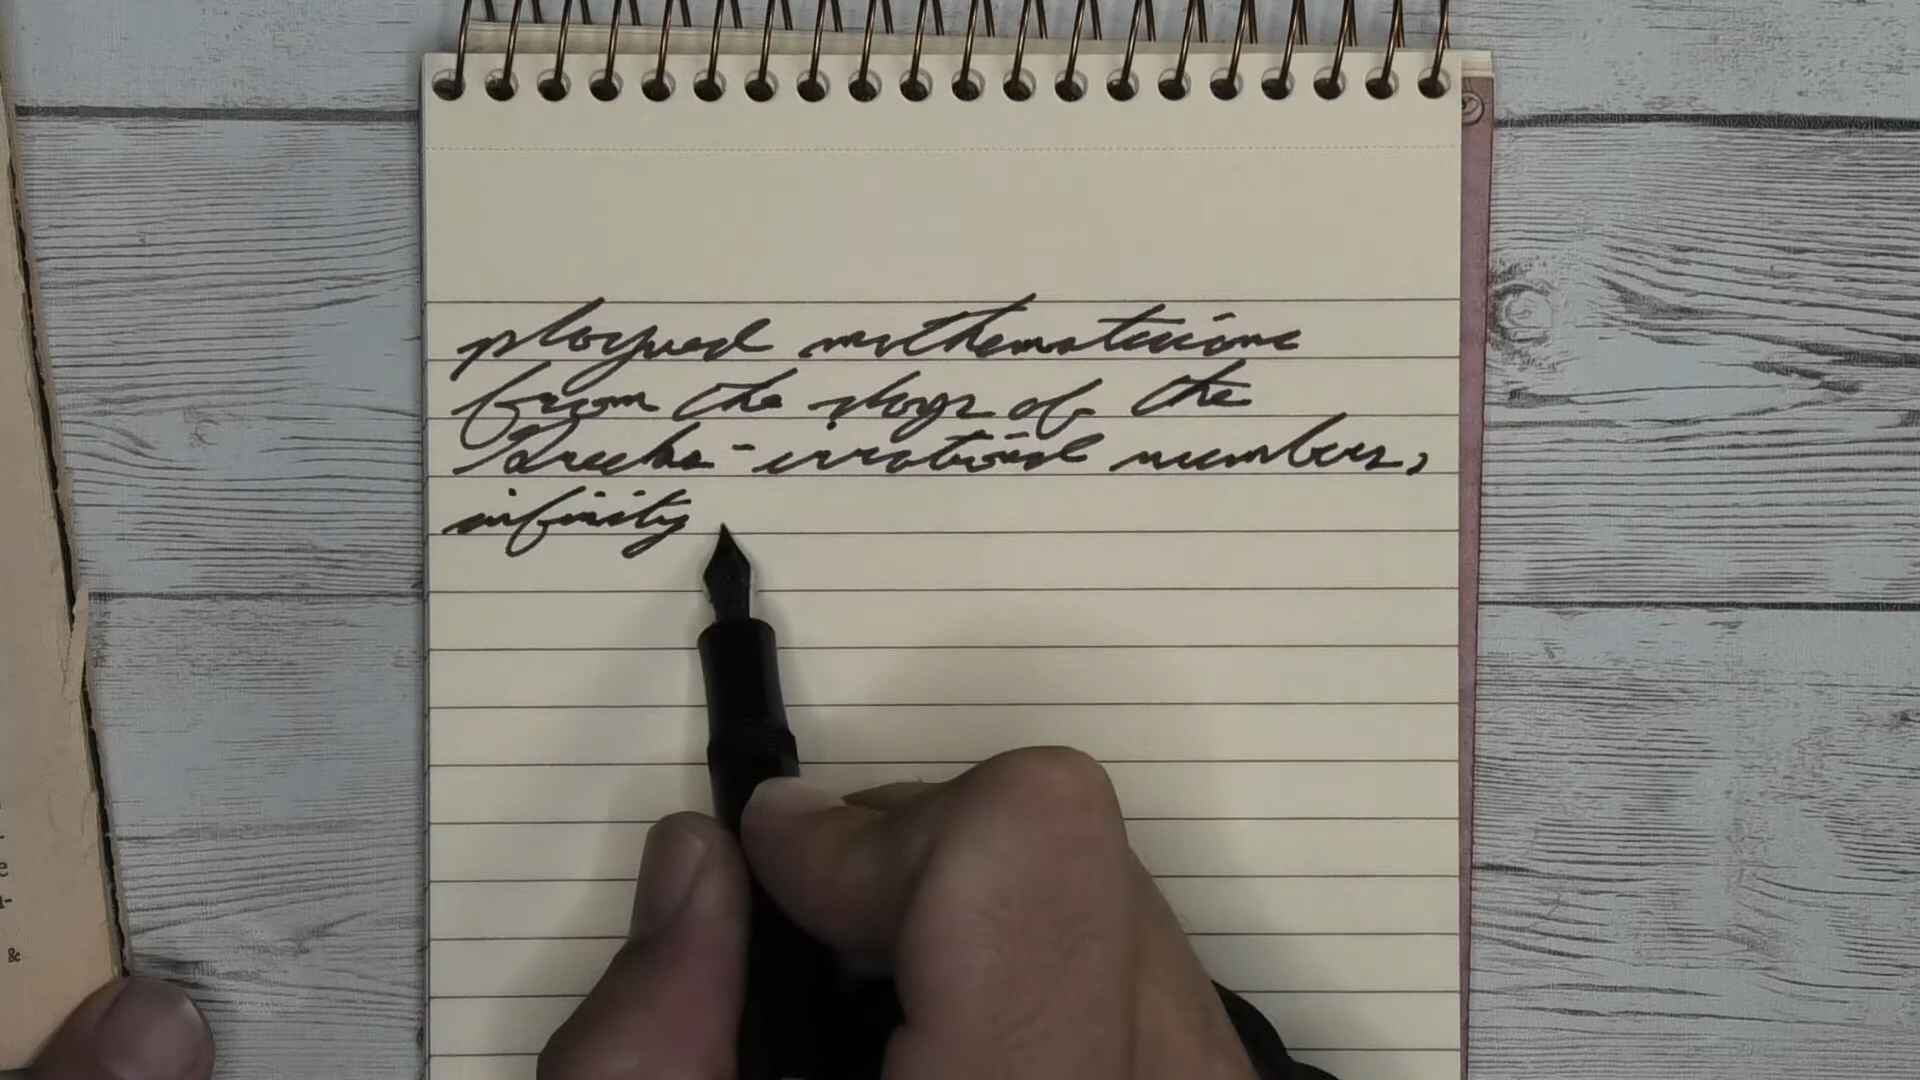 plagued mathematicians
from the days of the
Greeks - irrational numbers,
infinity
e
&